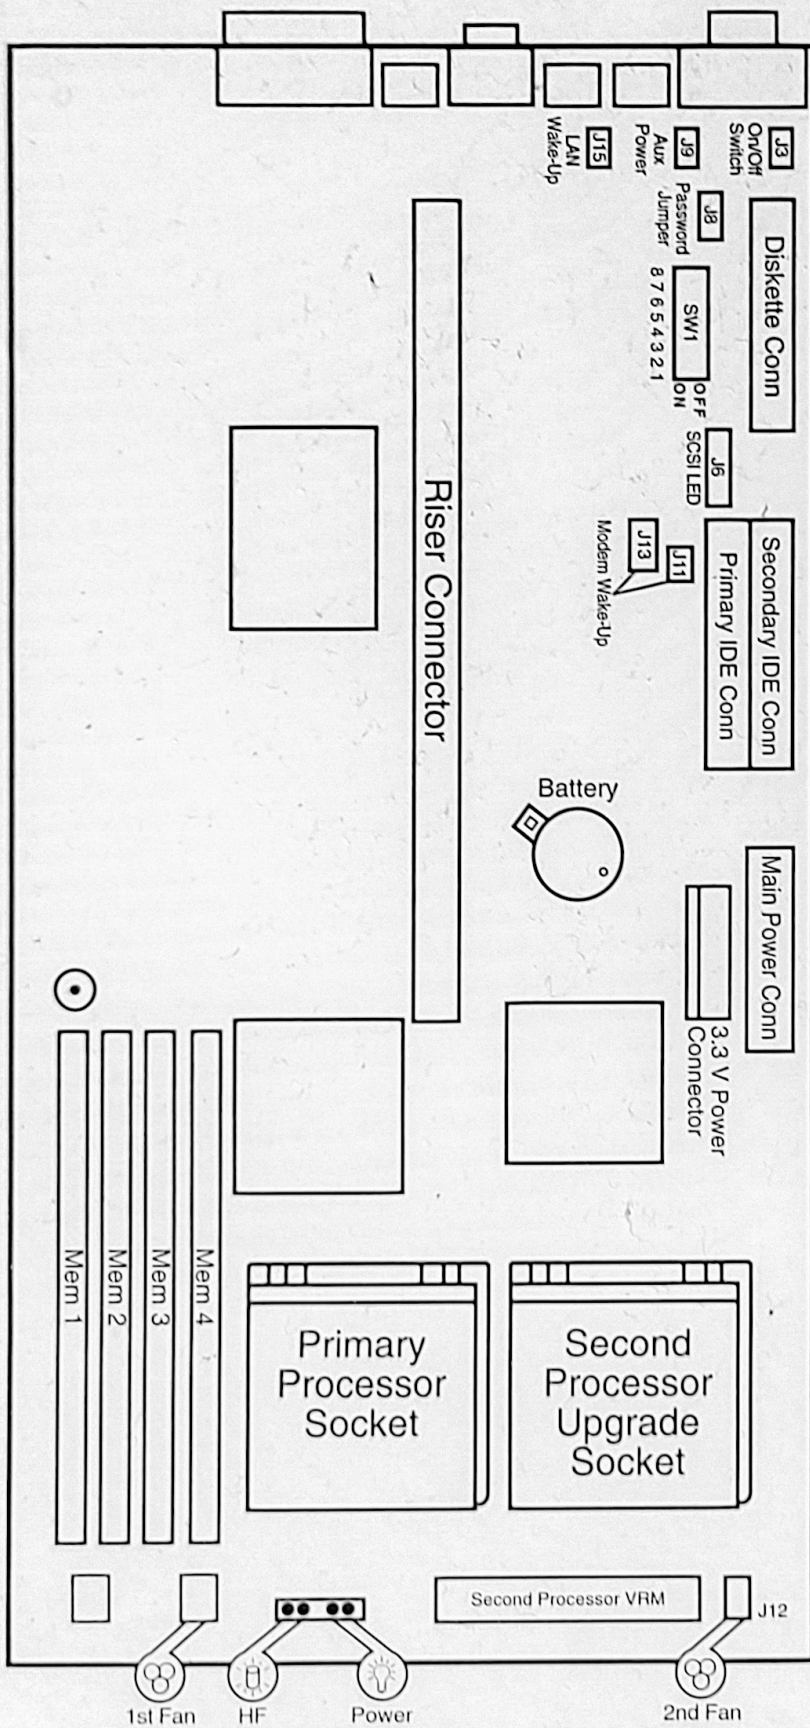 J3
On/Off
Switch
J9
Aux
Power
J15
LAN
Wake-Up
J8
Password
Jumper
Diskette Conn
SW1
8 7 6 5 4 3 2 1
OFF
ON
J6
SCSI LED
Riser Connector
J13
J11
Modem Wake-Up
Secondary IDE Conn
Primary IDE Conn
Battery
Main Power Conn
3.3 V Power
Connector
Mem 1
Mem 2
Mem 3
Mem 4
Primary
Processor
Socket
Second
Processor
Upgrade
Socket
Second Processor VRM
J12
1st Fan
HF
Power
2nd Fan